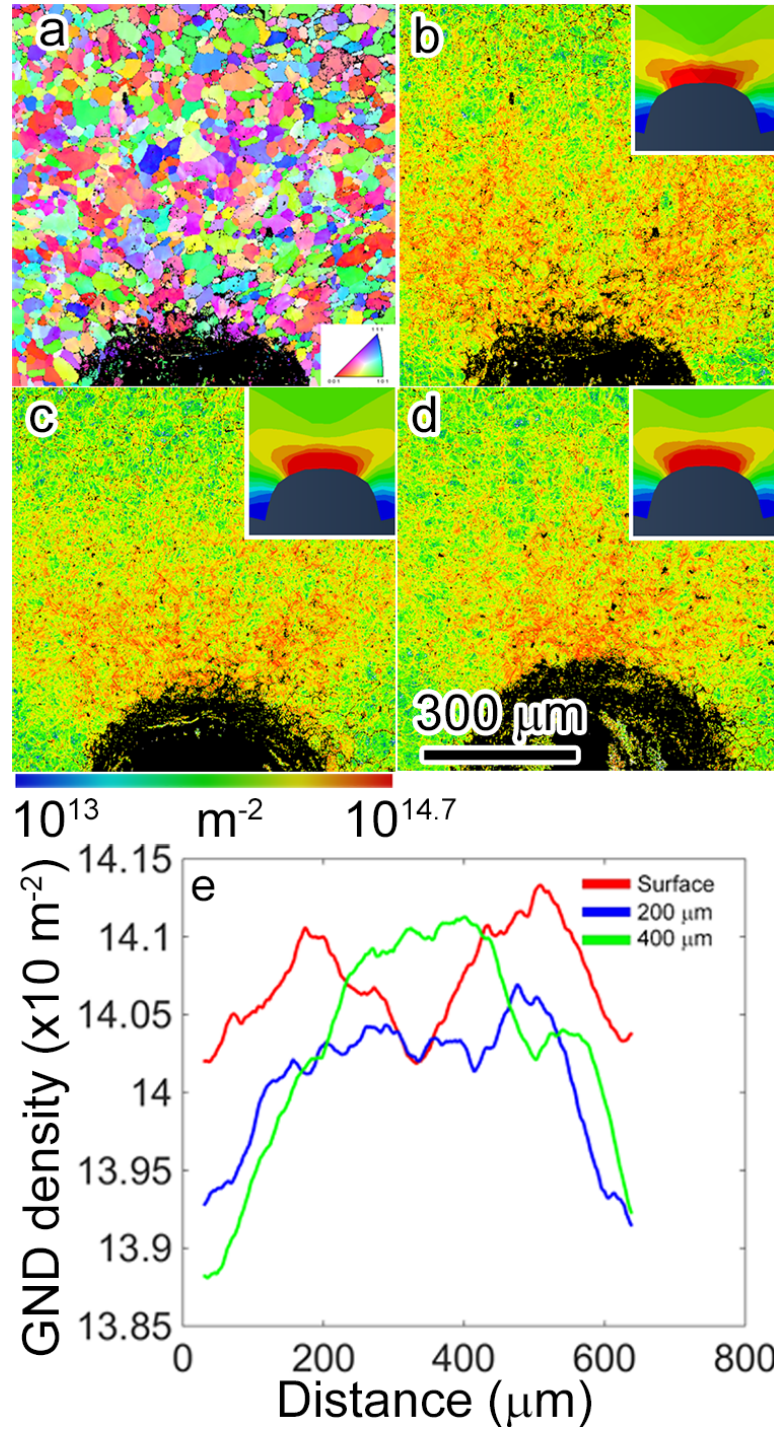 a
b
111
001
101
c
d
300 μm
10¹³
m⁻²
10¹⁴·⁷
e
14.15
14.1
14.05
14
13.95
13.9
13.85
GND density (x10 m⁻²)
Surface
200 μm
400 μm
0
200
400
600
800
Distance (μm)